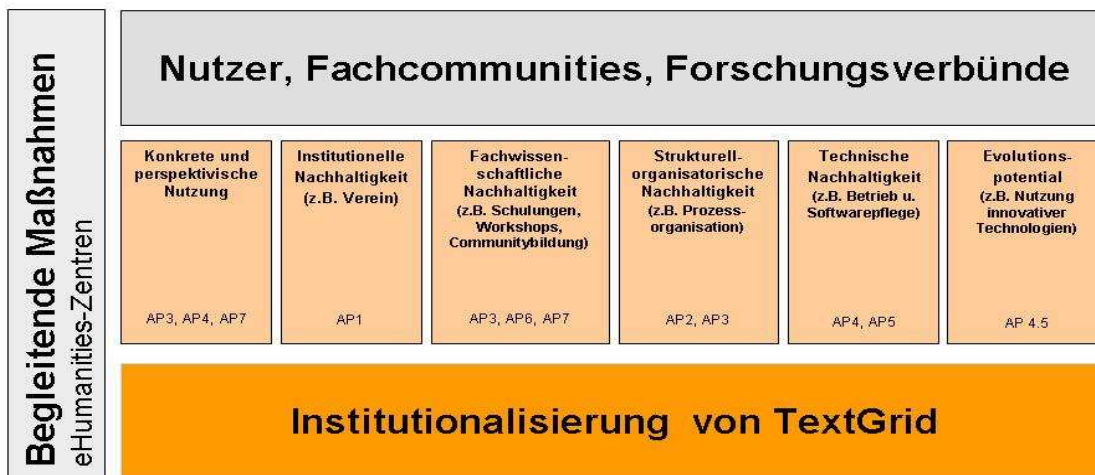 Begleitende Maßnahmen
eHumanities-Zentren
Nutzer, Fachcommunities, Forschungsverbünde
Konkrete und
perspektivische
Nutzung
AP3, AP4, AP7
Institutionelle
Nachhaltigkeit
(z.B. Verein)
AP1
Fachwissen-
schaftliche
Nachhaltigkeit
(z.B. Schulungen,
Workshops,
Communitybildung)
AP3, AP6, AP7
Strukturell-
organisatorische
Nachhaltigkeit
(z.B. Prozess-
organisation)
AP2, AP3
Technische
Nachhaltigkeit
(z.B. Betrieb u.
Softwarepflege)
AP4, AP5
Evolutions-
potential
(z.B. Nutzung
innovativer
Technologien)
AP 4.5
Institutionalisierung von TextGrid